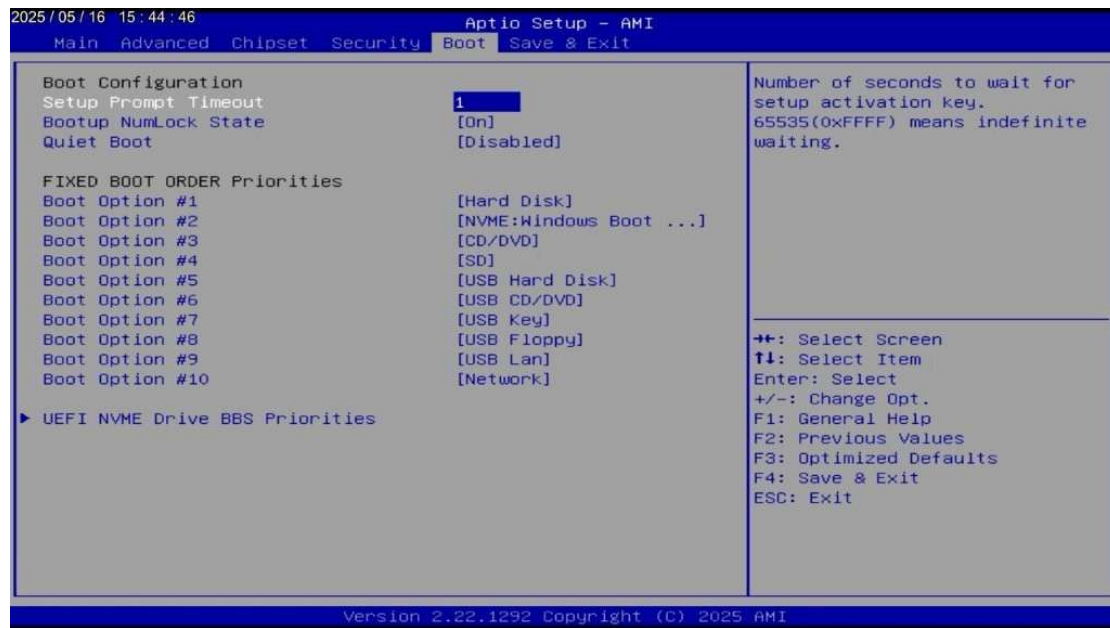 2025/05/16 15:44:46
Aptio Setup - AMI
Main Advanced Chipset Security Boot Save & Exit
Boot Configuration
Setup Prompt Timeout 1
Bootup NumLock State [On]
Quiet Boot [Disabled]
FIXED BOOT ORDER Priorities
Boot Option #1 [Hard Disk]
Boot Option #2 [NVME:Windows Boot ...]
Boot Option #3 [CD/DVD]
Boot Option #4 [SD]
Boot Option #5 [USB Hard Disk]
Boot Option #6 [USB CD/DVD]
Boot Option #7 [USB Key]
Boot Option #8 [USB Floppy]
Boot Option #9 [USB Lan]
Boot Option #10 [Network]
▶ UEFI NVME Drive BBS Priorities
Number of seconds to wait for
setup activation key.
65535(0xFFFF) means indefinite
waiting.
→←: Select Screen
↑↓: Select Item
Enter: Select
+/-: Change Opt.
F1: General Help
F2: Previous Values
F3: Optimized Defaults
F4: Save & Exit
ESC: Exit
Version 2.22.1292 Copyright (C) 2025 AMI